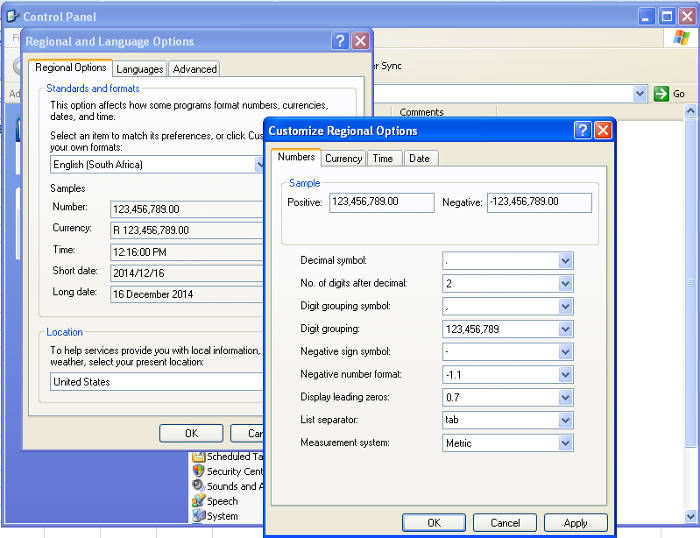 Control Panel
Regional and Language Options
Regional Options
Languages
Advanced
er Sync
Go
Comments
Standards and formats
This option affects how some programs format numbers, currencies,
dates, and time.
Select an item to match its preferences, or click Cus
your own formats:
English (South Africa)
Samples
Number: 123,456,789.00
Currency: R 123,456,789.00
Time: 12:16:00 PM
Short date: 2014/12/16
Long date: 16 December 2014
Location
To help services provide you with local information,
weather, select your present location:
United States
OK
Can
Customize Regional Options
Numbers
Currency
Time
Date
Sample
Positive: 123,456,789.00 Negative: -123,456,789.00
Decimal symbol: .
No. of digits after decimal: 2
Digit grouping symbol: ,
Digit grouping: 123,456,789
Negative sign symbol: -
Negative number format: -1.1
Display leading zeros: 0.7
List separator: tab
Measurement system: Metric
OK
Cancel
Apply
Scheduled Ta
Security Cent
Sounds and A
Speech
System